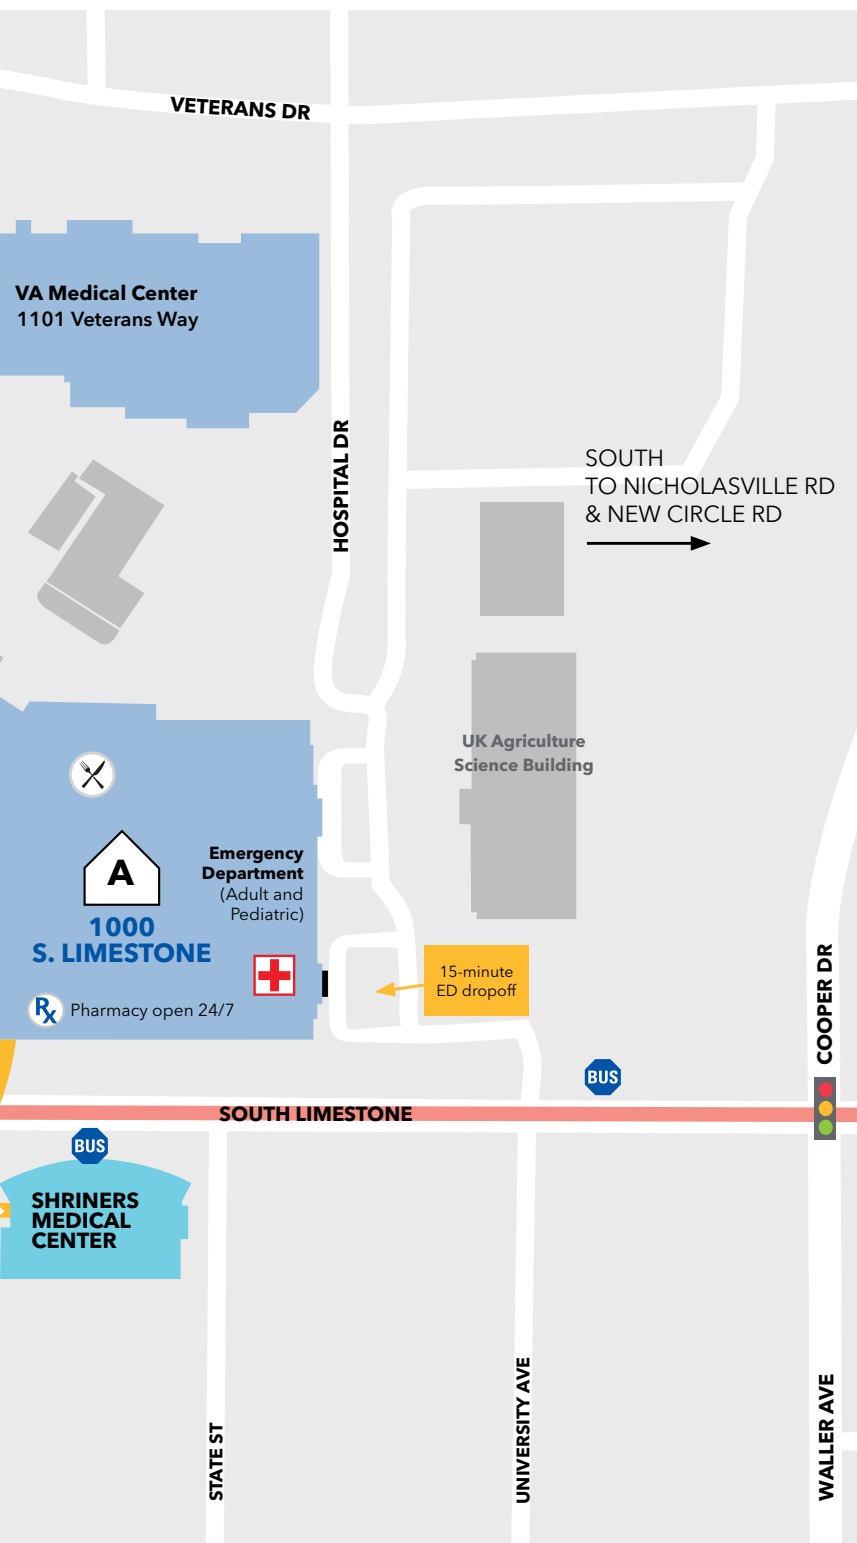 VETERANS DR
VA Medical Center
1101 Veterans Way
HOSPITAL DR
SOUTH
TO NICHOLASVILLE RD
& NEW CIRCLE RD
UK Agriculture
Science Building
A
1000
S. LIMESTONE
Emergency
Department
(Adult and
Pediatric)
Rx Pharmacy open 24/7
15-minute
ED dropoff
COOPER DR
BUS
SOUTH LIMESTONE
BUS
SHRINERS
MEDICAL
CENTER
STATE ST
UNIVERSITY AVE
WALLER AVE